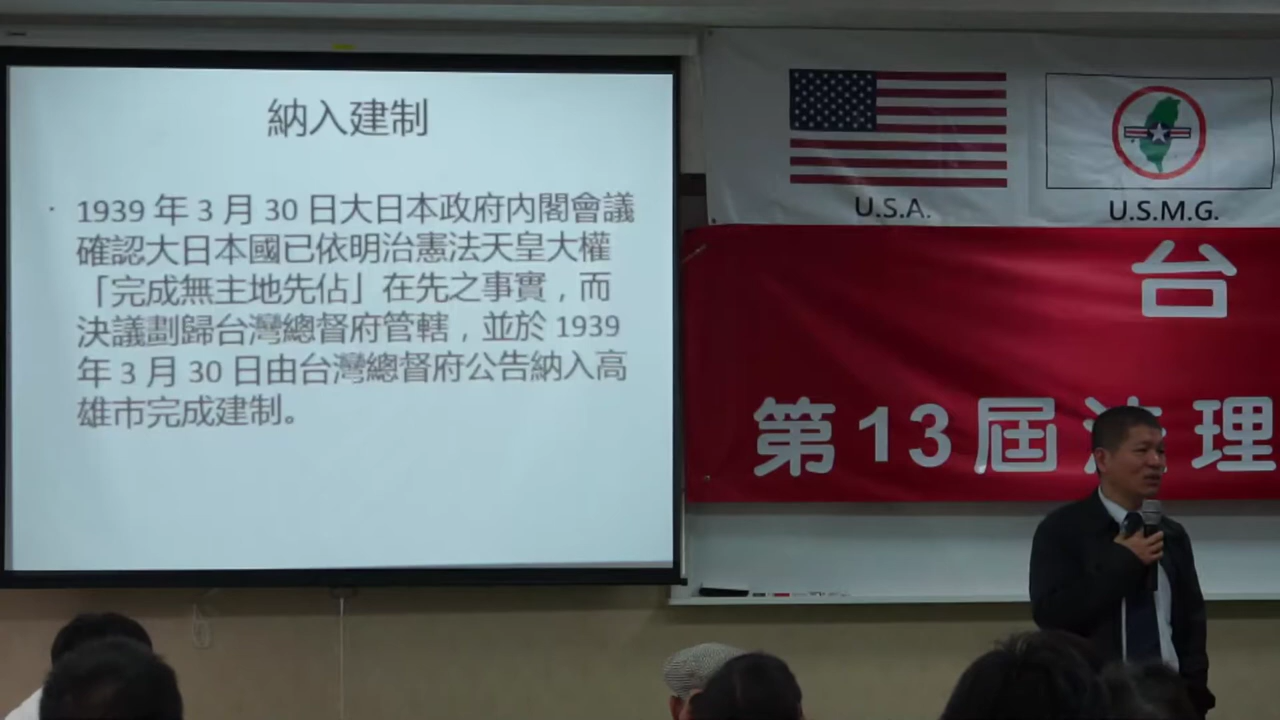 納入建制
· 1939 年 3 月 30 日大日本政府內閣會議
確認大日本國已依明治憲法天皇大權
「完成無主地先佔」在先之事實，而
決議劃歸台灣總督府管轄，並於 1939
年 3 月 30 日由台灣總督府公告納入高
雄市完成建制。
U.S.A.
U.S.M.G.
台
第13屆法理